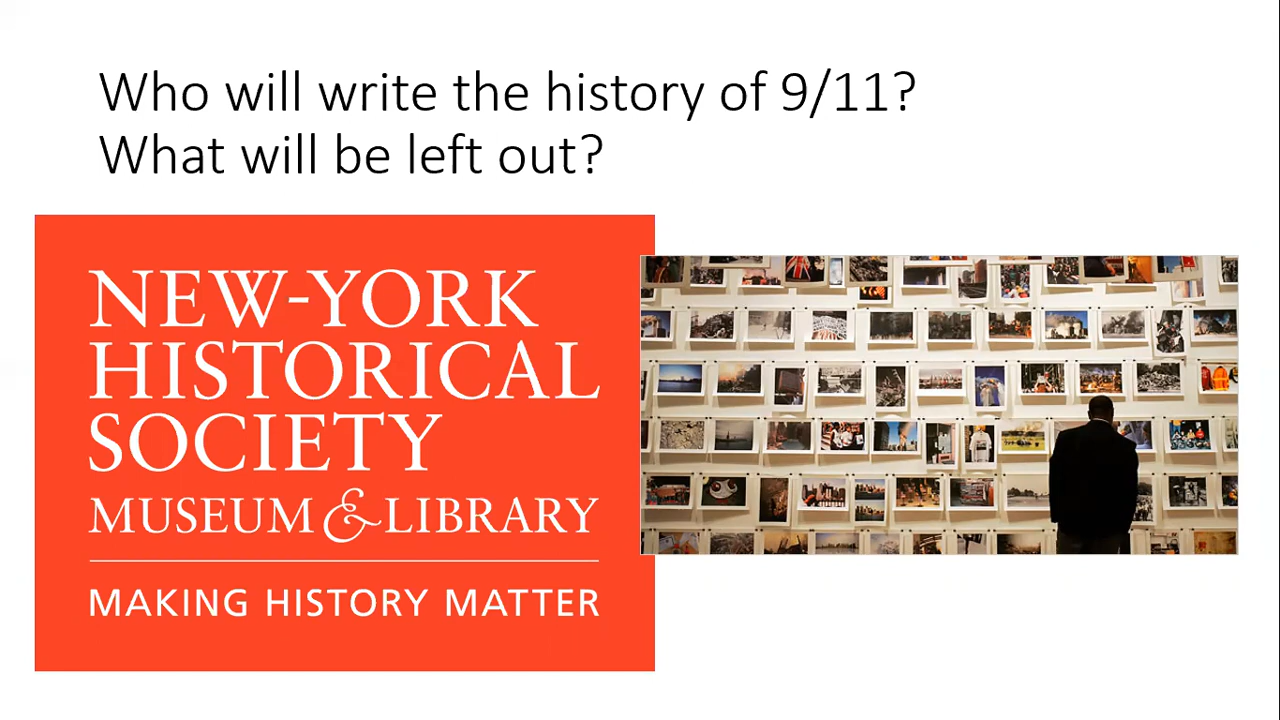 Who will write the history of 9/11?
What will be left out?
NEW-YORK
HISTORICAL
SOCIETY
MUSEUM & LIBRARY
MAKING HISTORY MATTER